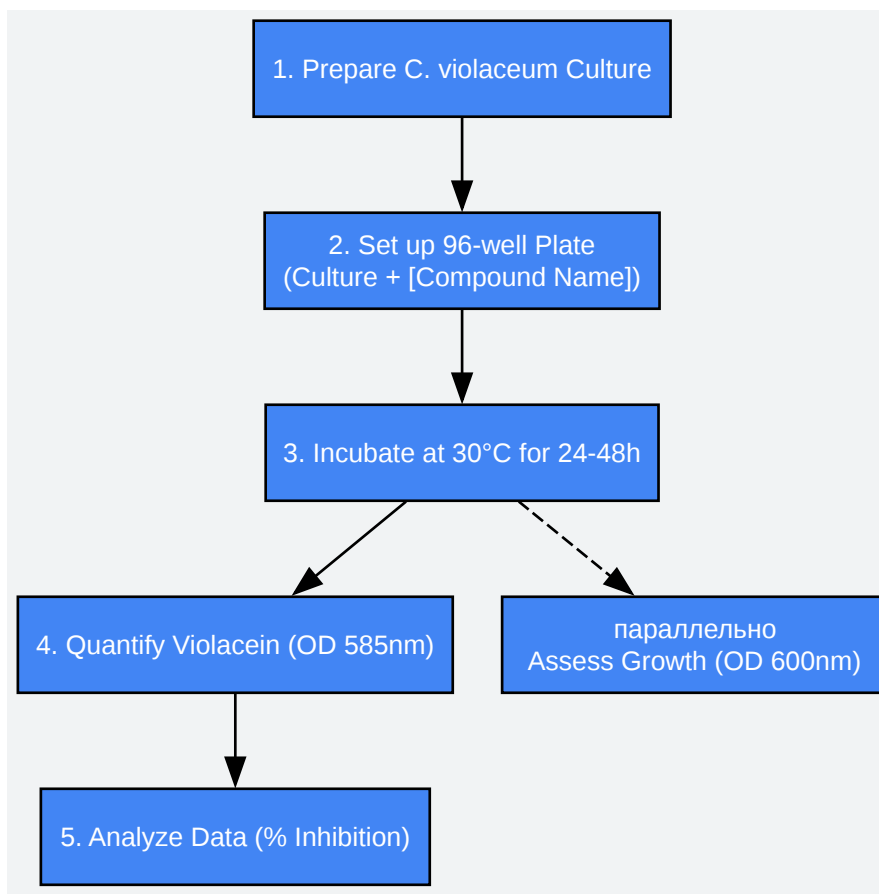 1. Prepare C. violaceum Culture
2. Set up 96-well Plate
(Culture + [Compound Name])
3. Incubate at 30°C for 24-48h
4. Quantify Violacein (OD 585nm)
параллельно
Assess Growth (OD 600nm)
5. Analyze Data (% Inhibition)